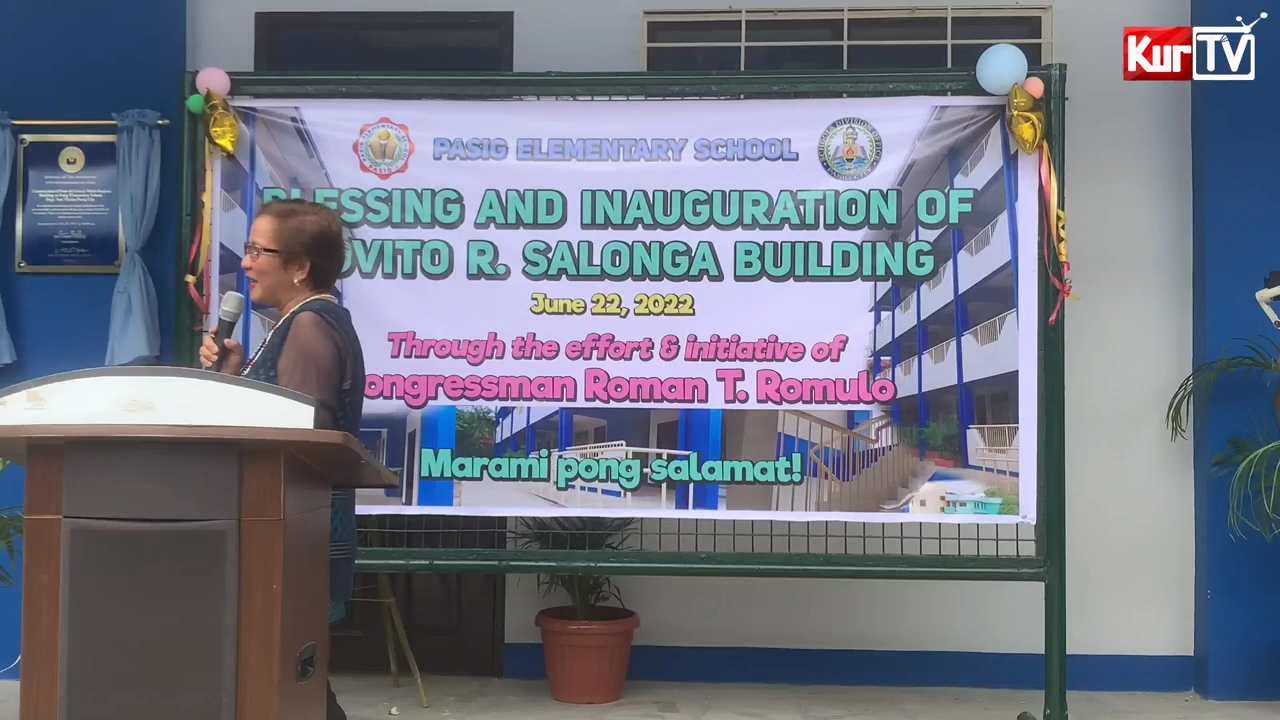 KurTV
PASIG ELEMENTARY SCHOOL
BLESSING AND INAUGURATION OF
OVITO R. SALONGA BUILDING
June 22, 2022
Through the effort & initiative of
ongressman Roman T. Romulo
Marami pong salamat!